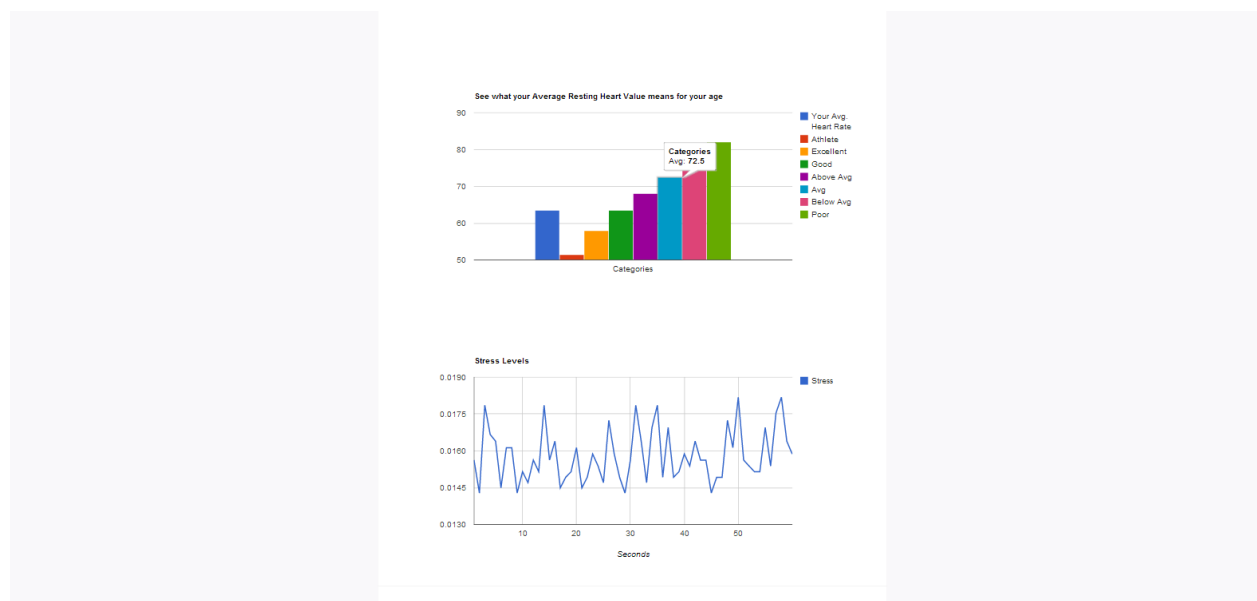 See what your Average Resting Heart Value means for your age
90
80
70
60
50
Categories
Avg: 72.5
Categories
Your Avg.
Heart Rate
Athlete
Excellent
Good
Above Avg
Avg
Below Avg
Poor
Stress Levels
0.0190
0.0175
0.0160
0.0145
0.0130
10 20 30 40 50
Seconds
Stress